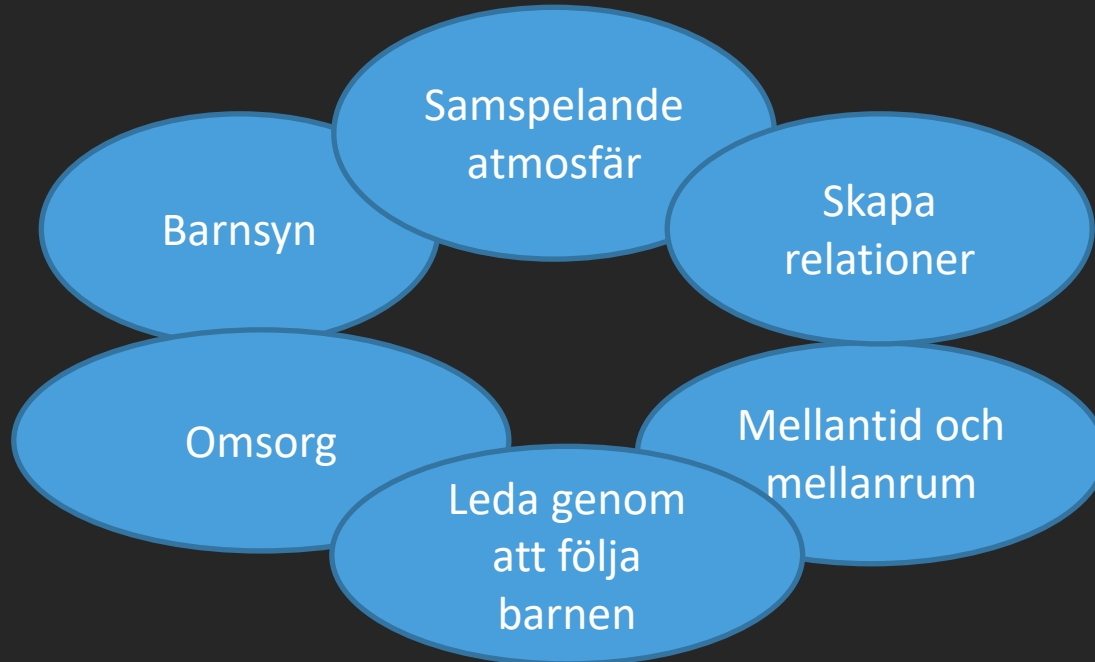 Samspelande
atmosfär
Barnsyn
Skapa
relationer
Omsorg
Mellantid och
mellanrum
Leda genom
att följa
barnen